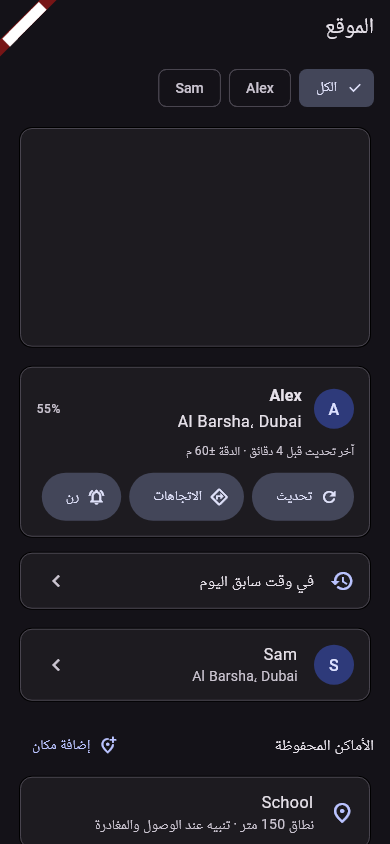 الموقع
الكل
Alex
Sam
Alex
55%
Al Barsha, Dubai
آخر تحديث قبل 4 دقائق · الدقة ±60 م
تحديث
الاتجاهات
رن
في وقت سابق اليوم
Sam
Al Barsha, Dubai
الأماكن المحفوظة
إضافة مكان
School
نطاق 150 متر · تنبيه عند الوصول والمغادرة